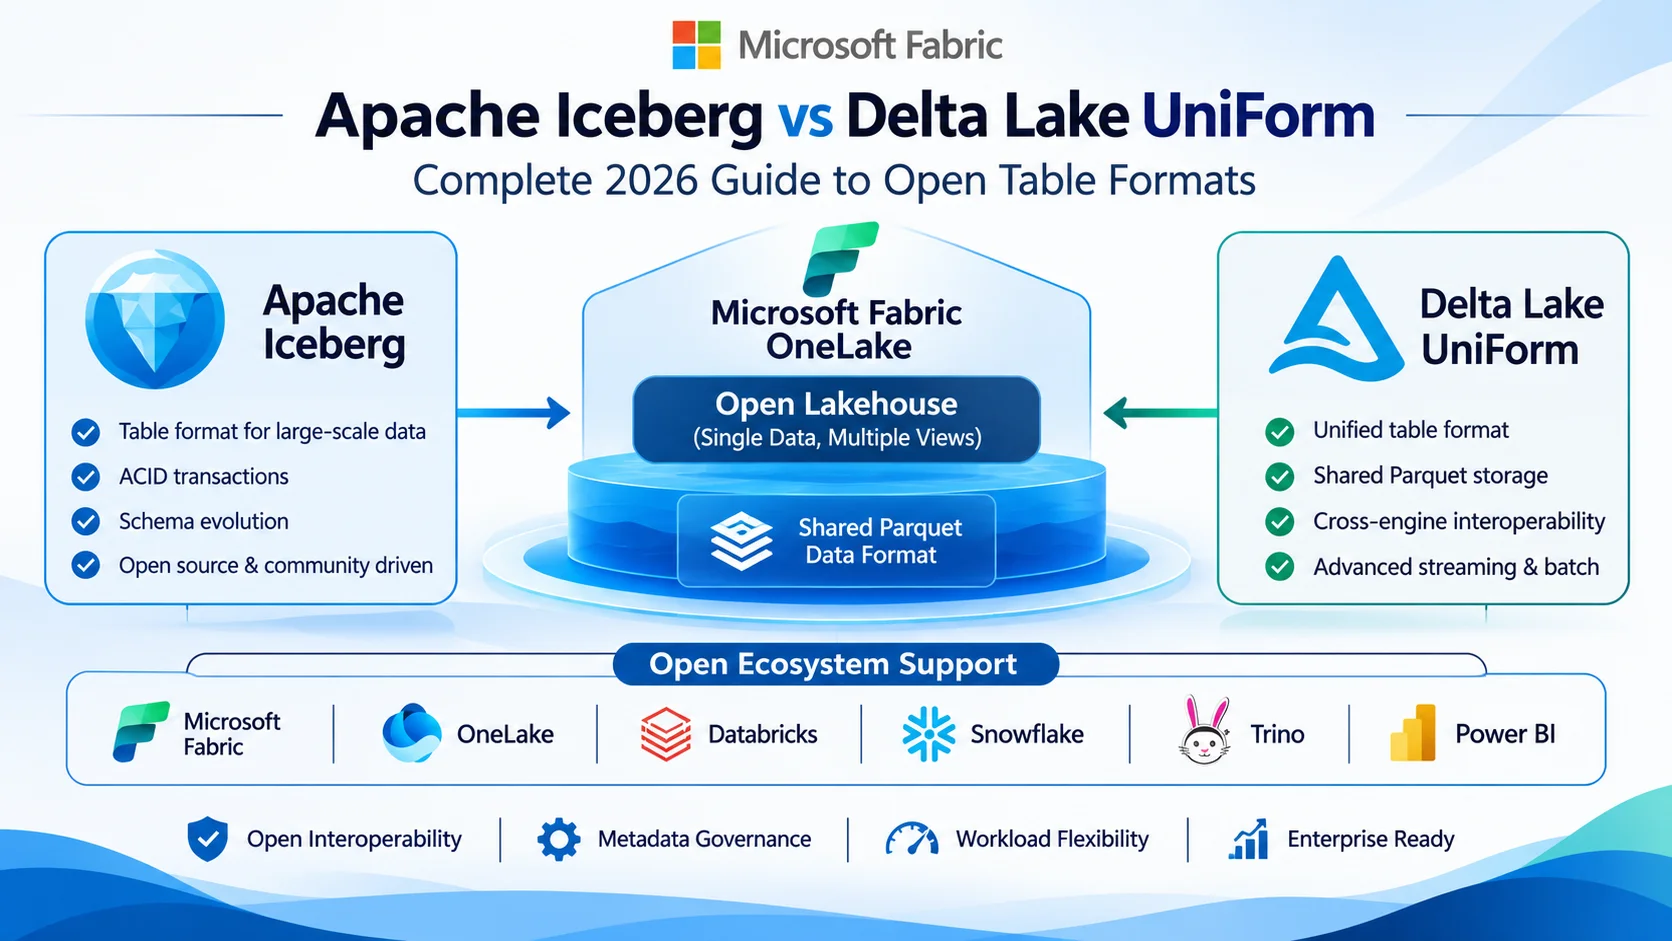 Microsoft Fabric
Apache Iceberg vs Delta Lake UniForm
Complete 2026 Guide to Open Table Formats
Apache
Iceberg
Table format for large-scale data
ACID transactions
Schema evolution
Open source & community driven
Microsoft Fabric
OneLake
Open Lakehouse
(Single Data, Multiple Views)
Shared Parquet
Data Format
Delta Lake
UniForm
Unified table format
Shared Parquet storage
Cross-engine interoperability
Advanced streaming & batch
Open Ecosystem Support
Microsoft
Fabric
OneLake
Databricks
Snowflake
Trino
Power BI
Open Interoperability
Metadata Governance
Workload Flexibility
Enterprise Ready